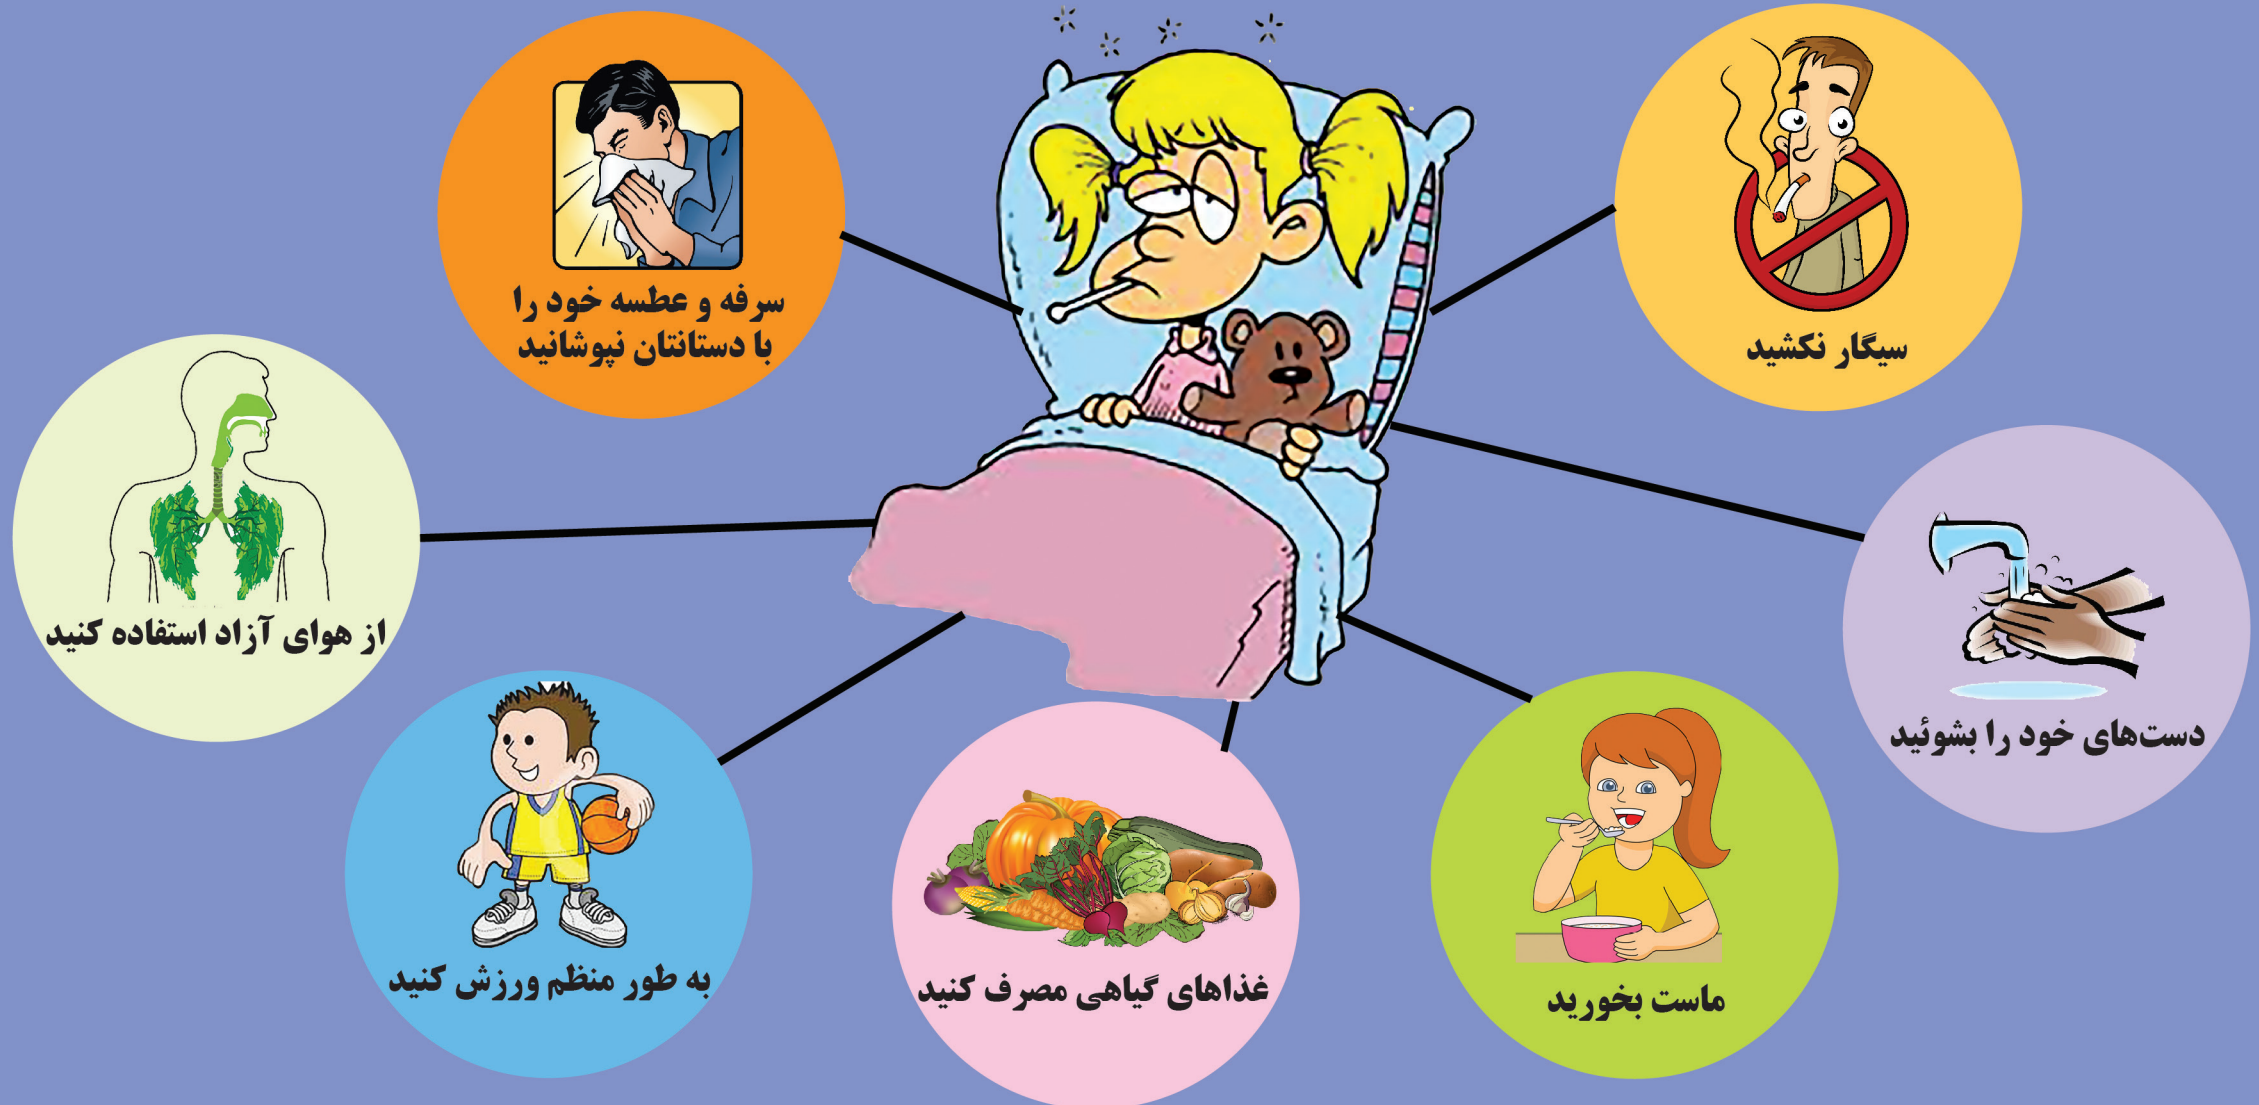 سیگار نکشید
سرفه و عطسه خود را
با دستانتان نپوشانید
دست‌های خود را بشوئید
از هوای آزاد استفاده کنید
ماست بخورید
غذاهای گیاهی مصرف کنید
به طور منظم ورزش کنید